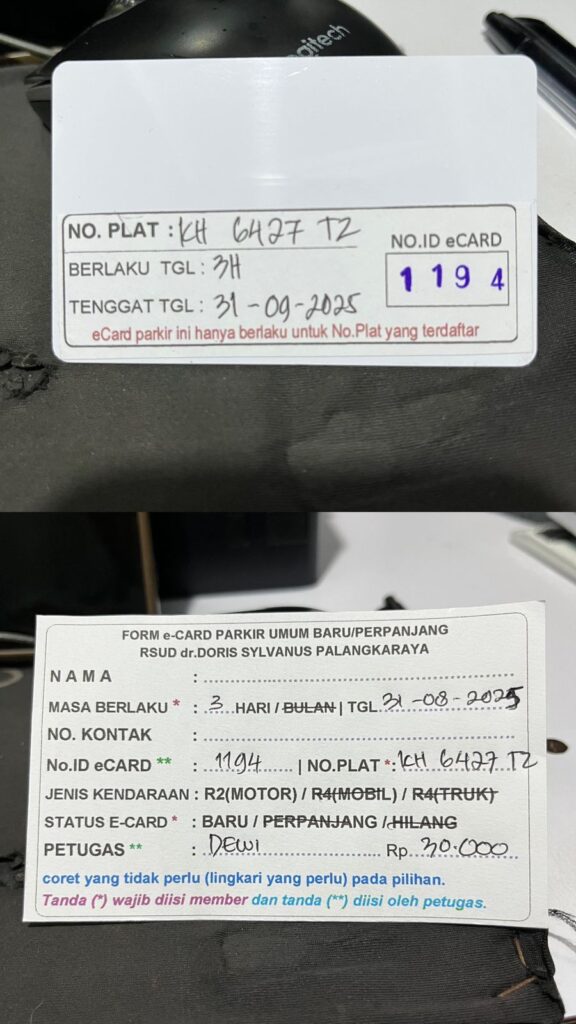 logitech
NO. PLAT : KH 6427 TZ
BERLAKU TGL : 3H
TENGGAT TGL : 31-09-2025
NO.ID eCARD
1194
eCard parkir ini hanya berlaku untuk No.Plat yang terdaftar
FORM e-CARD PARKIR UMUM BARU/PERPANJANG
RSUD dr.DORIS SYLVANUS PALANGKARAYA
NAMA :
MASA BERLAKU * : 3 HARI / BULAN | TGL 31-08-2025
NO. KONTAK :
No.ID eCARD ** : 1194 | NO.PLAT *: KH 6427 TZ
JENIS KENDARAAN : R2(MOTOR) / R4(MOBIL) / R4(TRUK)
STATUS E-CARD * : BARU / PERPANJANG / HILANG
PETUGAS ** : DEWI Rp 30.000
coret yang tidak perlu (lingkari yang perlu) pada pilihan.
Tanda (*) wajib diisi member dan tanda (**) diisi oleh petugas.